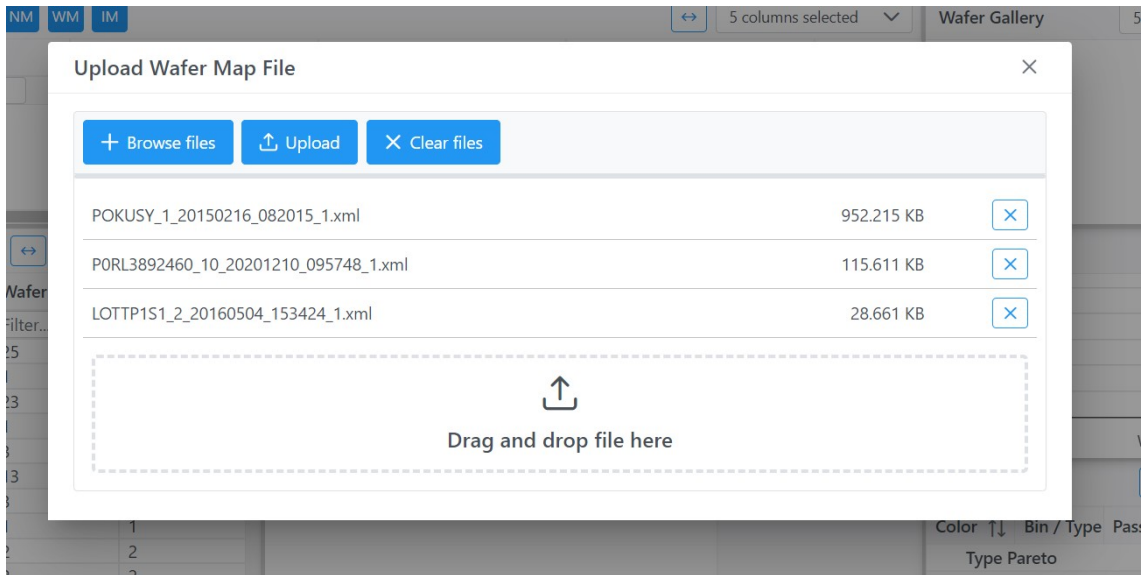 NM WM IM
5 columns selected
Wafer Gallery
5
Upload Wafer Map File
Browse files
Upload
Clear files
POKUSY_1_20150216_082015_1.xml 952.215 KB
P0RL3892460_10_20201210_095748_1.xml 115.611 KB
LOTTP1S1_2_20160504_153424_1.xml 28.661 KB
Drag and drop file here
Wafer
Filter...
25
23
13
1
2
Color Bin / Type Pass
Type Pareto